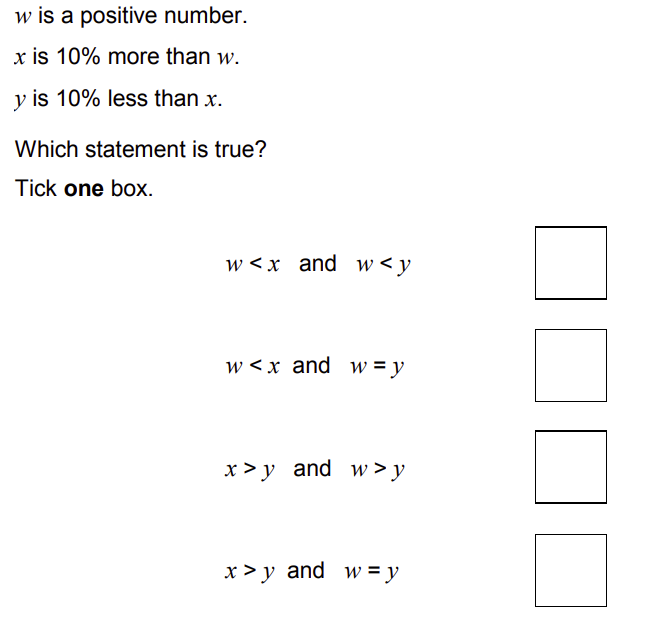 w is a positive number.
x is 10% more than w.
y is 10% less than x.
Which statement is true?
Tick one box.
w < x and w < y
w < x and w = y
x > y and w > y
x > y and w = y